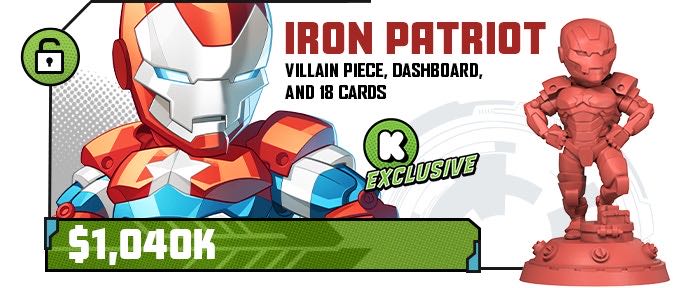 IRON PATRIOT
VILLAIN PIECE, DASHBOARD,
AND 18 CARDS
K
EXCLUSIVE
$1,040K